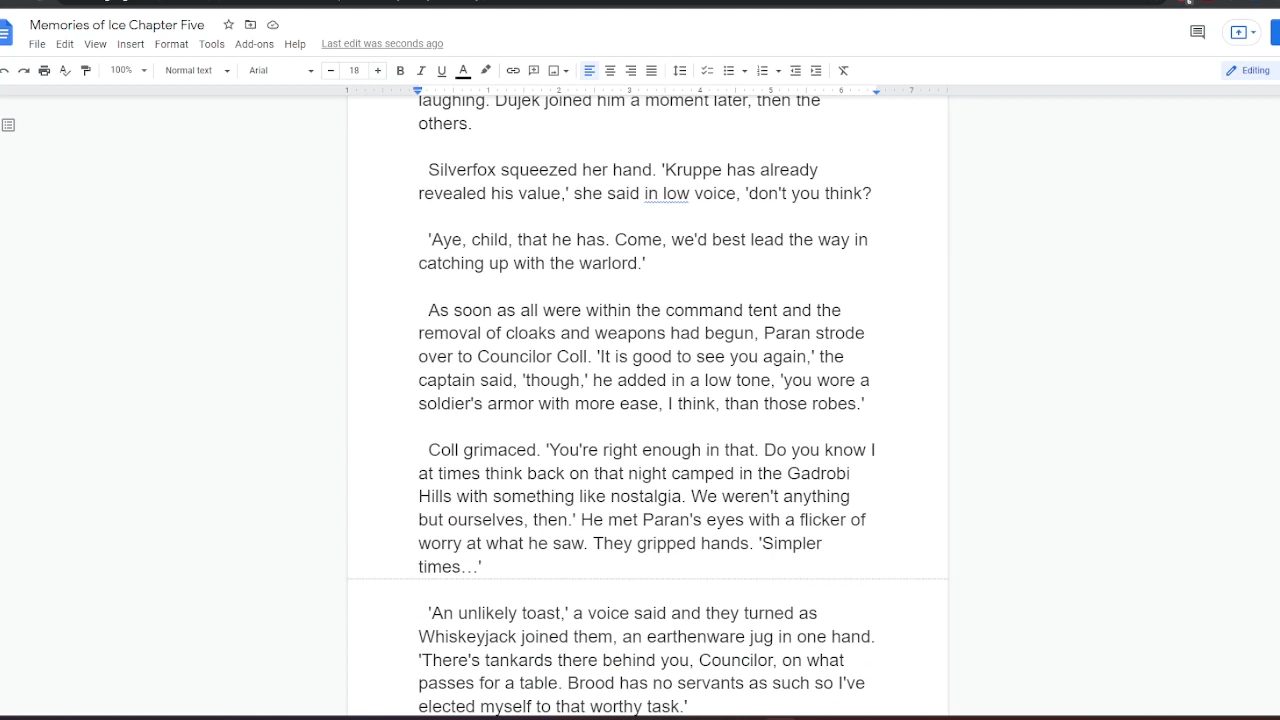 Memories of Ice Chapter Five
File Edit View Insert Format Tools Add-ons Help Last edit was seconds ago
100% Normal text Arial 18 B I U A Editing
1 1 2 3 4 5 6 7
laughing. Dujek joined him a moment later, then the
others.
Silverfox squeezed her hand. 'Kruppe has already
revealed his value,' she said in low voice, 'don't you think?
'Aye, child, that he has. Come, we'd best lead the way in
catching up with the warlord.'
As soon as all were within the command tent and the
removal of cloaks and weapons had begun, Paran strode
over to Councilor Coll. 'It is good to see you again,' the
captain said, 'though,' he added in a low tone, 'you wore a
soldier's armor with more ease, I think, than those robes.'
Coll grimaced. 'You're right enough in that. Do you know I
at times think back on that night camped in the Gadrobi
Hills with something like nostalgia. We weren't anything
but ourselves, then.' He met Paran's eyes with a flicker of
worry at what he saw. They gripped hands. 'Simpler
times…'
'An unlikely toast,' a voice said and they turned as
Whiskeyjack joined them, an earthenware jug in one hand.
'There's tankards there behind you, Councilor, on what
passes for a table. Brood has no servants as such so I've
elected myself to that worthy task.'